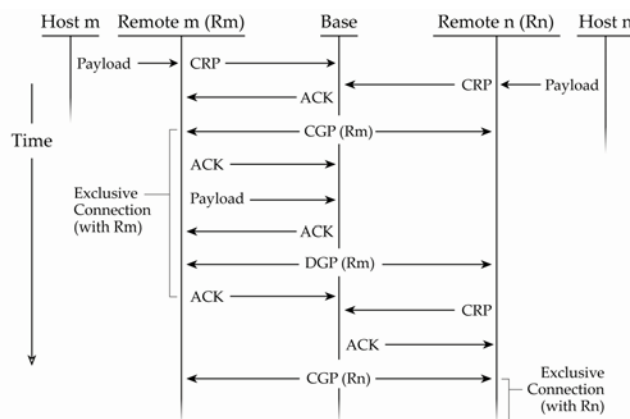 Host m Remote m (Rm) Base Remote n (Rn) Host n
Payload CRP
CRP Payload
ACK
Time
CGP (Rm)
ACK
Exclusive
Connection
(with Rm)
Payload
ACK
DGP (Rm)
ACK
CRP
ACK
CGP (Rn)
Exclusive
Connection
(with Rn)